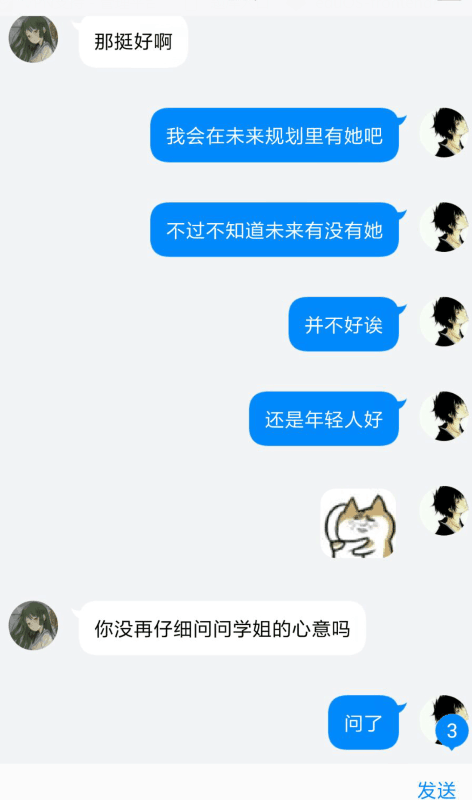 那挺好啊
我会在未来规划里有她吧
不过不知道未来有没有她
并不好诶
还是年轻人好
你没再仔细问问学姐的心意吗
问了
3
发送